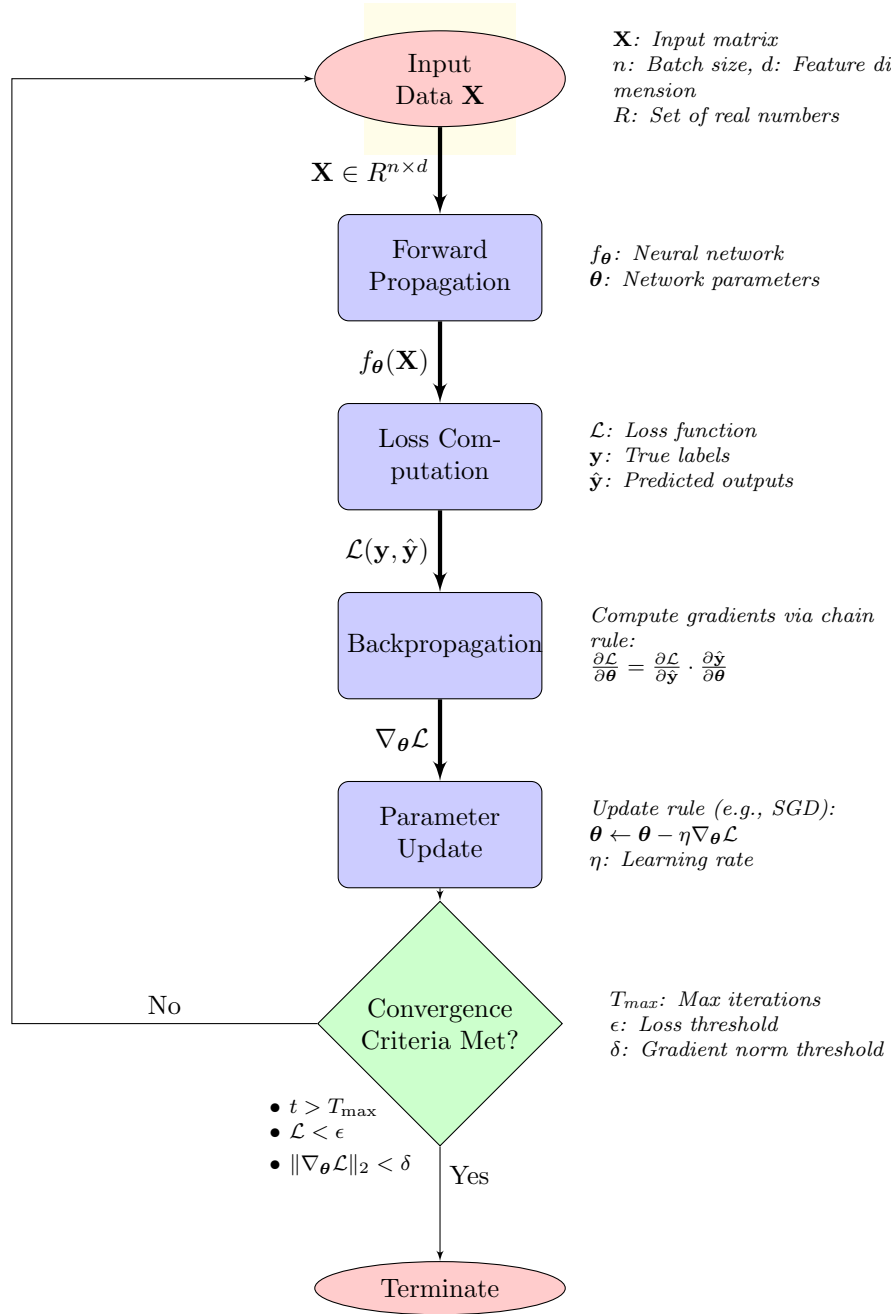 Input
Data **X**
**X**: Input matrix
n: Batch size, d: Feature di
mension
R: Set of real numbers
**X** ∈ Rⁿˣᵈ
Forward
Propagation
f_𝜽: Neural network
𝜽: Network parameters
f_𝜽(**X**)
Loss Com-
putation
ℒ: Loss function
**y**: True labels
**ŷ**: Predicted outputs
ℒ(**y**, **ŷ**)
Backpropagation
Compute gradients via chain
rule:
∂ℒ/∂𝜽 = ∂ℒ/∂**ŷ** · ∂**ŷ**/∂𝜽
∇_𝜽ℒ
Parameter
Update
Update rule (e.g., SGD):
𝜽 ← 𝜽 − η∇_𝜽ℒ
η: Learning rate
No
Convergence
Criteria Met?
T_max: Max iterations
ϵ: Loss threshold
δ: Gradient norm threshold
• t > T_max
• ℒ < ϵ
• ‖∇_𝜽ℒ‖₂ < δ
Yes
Terminate